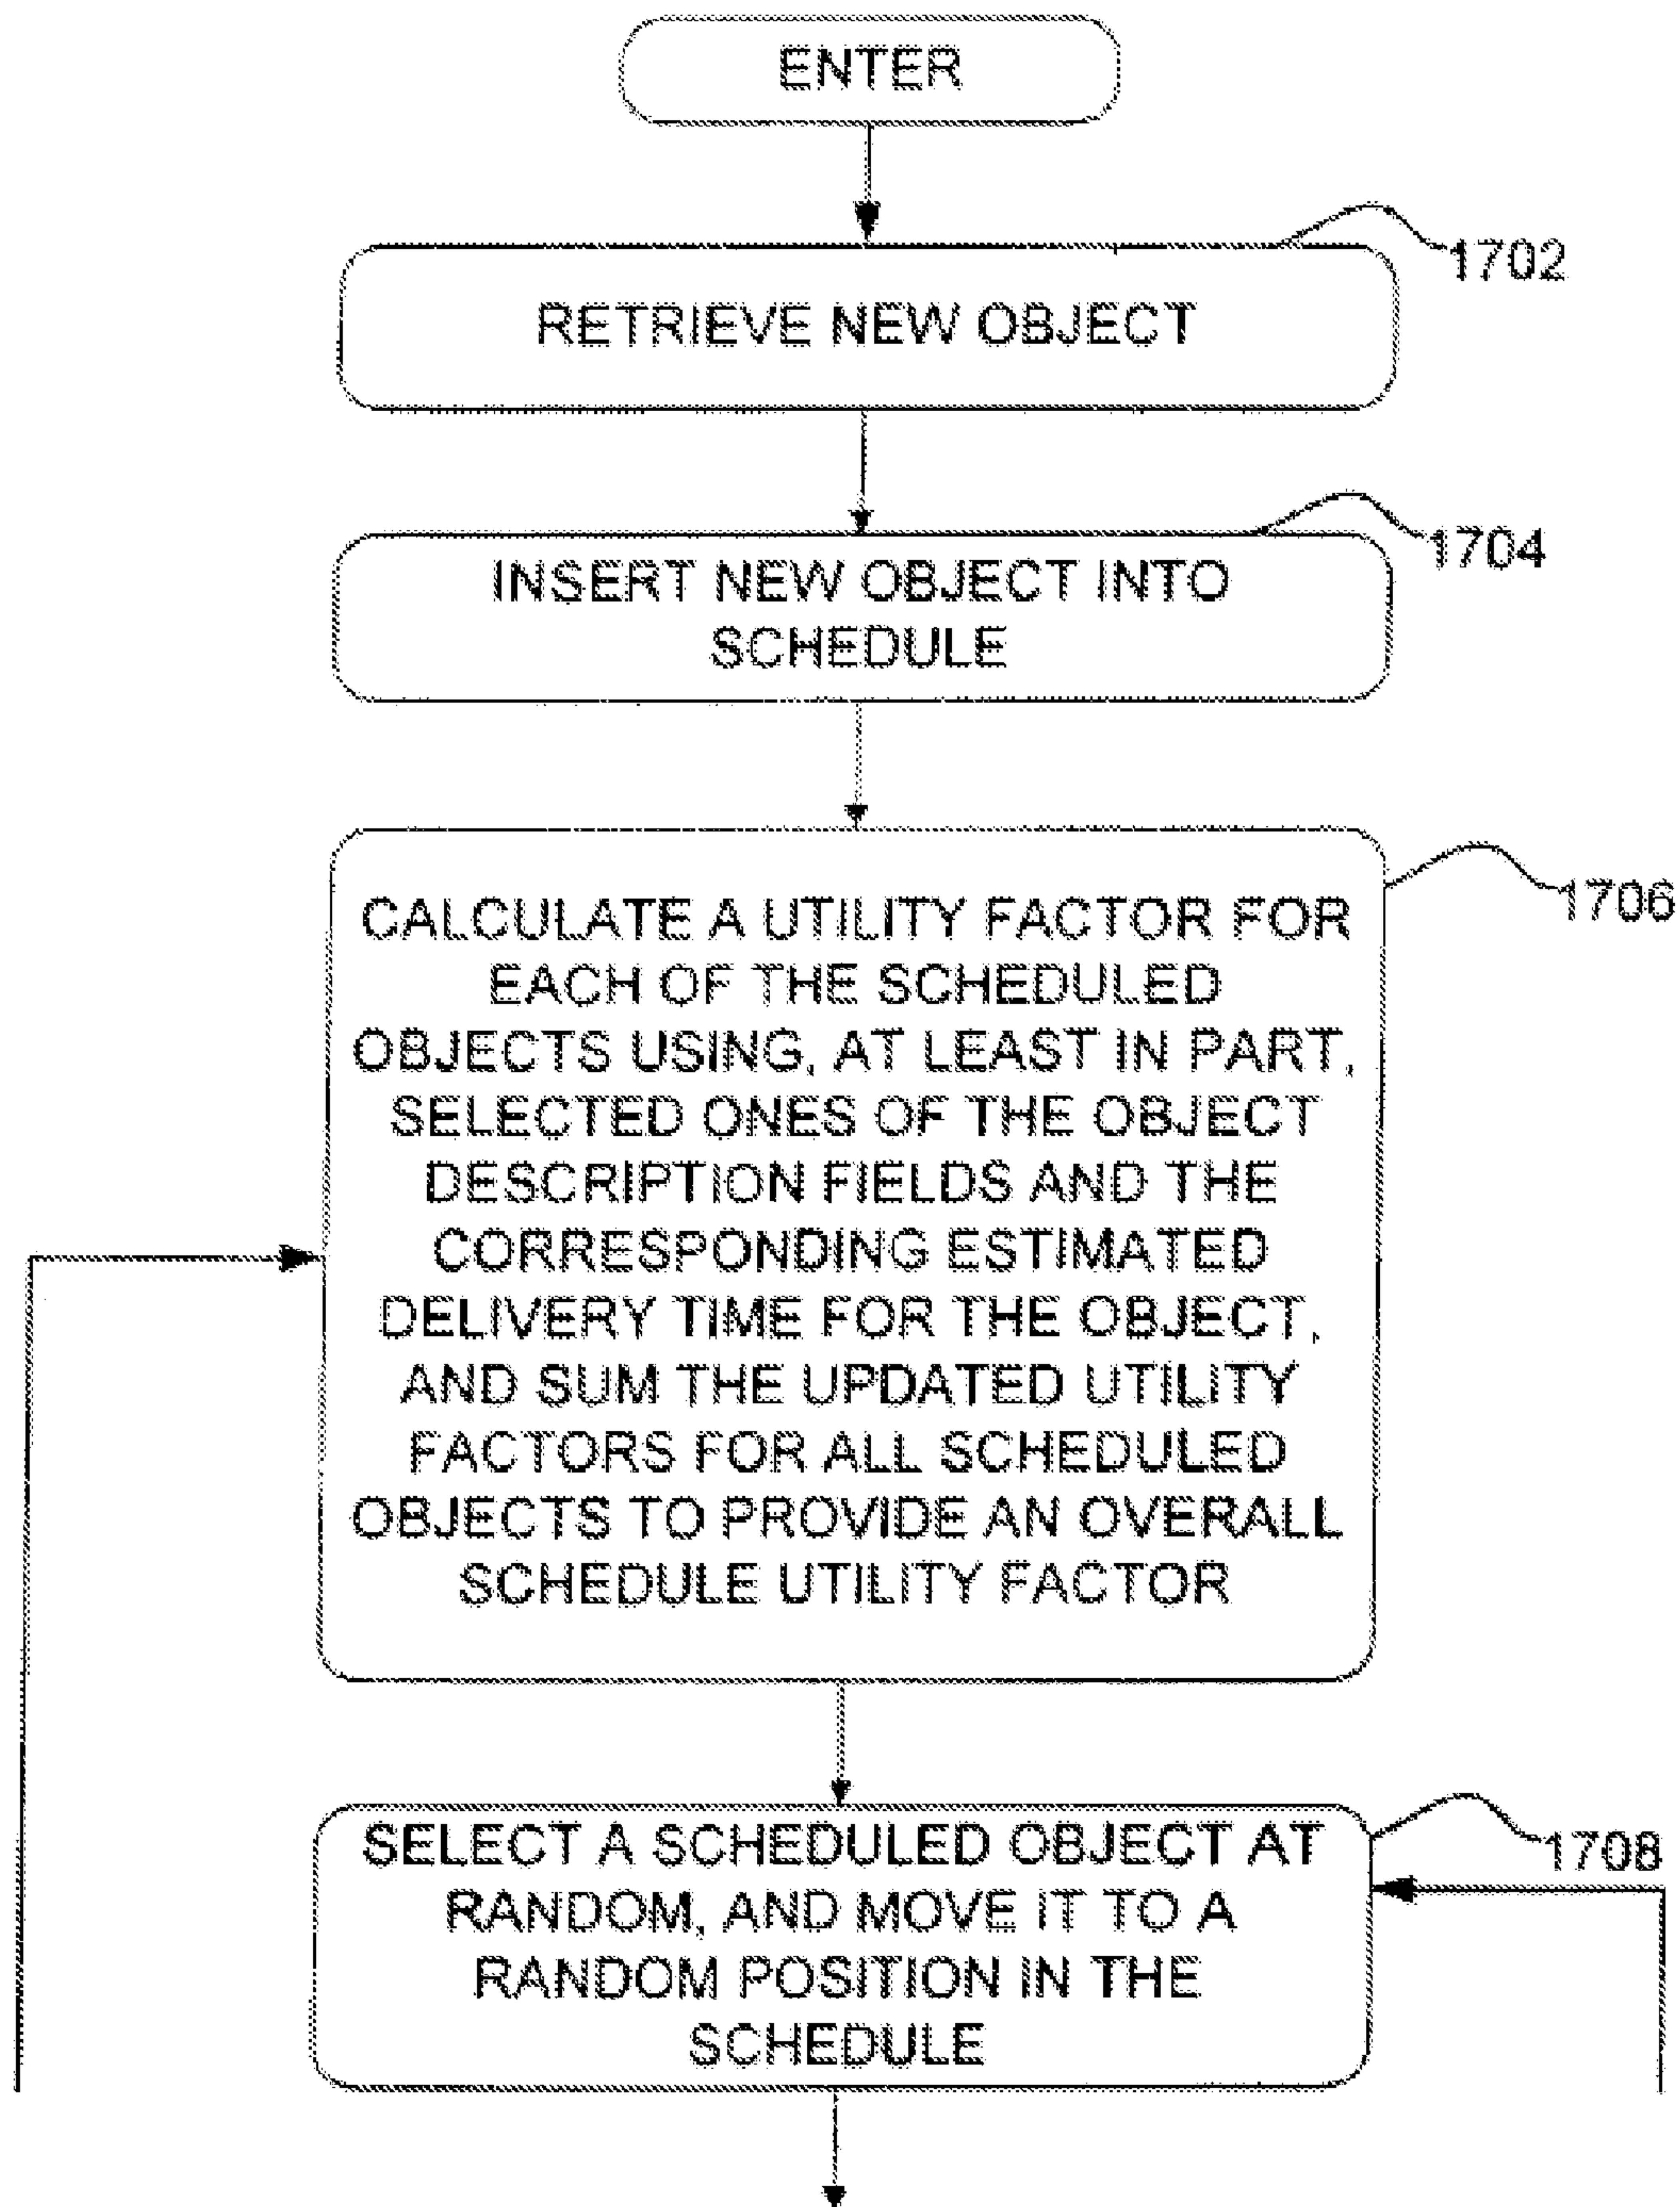 ENTER
1702
RETRIEVE NEW OBJECT
1704
INSERT NEW OBJECT INTO
SCHEDULE
1706
CALCULATE A UTILITY FACTOR FOR
EACH OF THE SCHEDULED
OBJECTS USING, AT LEAST IN PART,
SELECTED ONES OF THE OBJECT
DESCRIPTION FIELDS AND THE
CORRESPONDING ESTIMATED
DELIVERY TIME FOR THE OBJECT,
AND SUM THE UPDATED UTILITY
FACTORS FOR ALL SCHEDULED
OBJECTS TO PROVIDE AN OVERALL
SCHEDULE UTILITY FACTOR
1708
SELECT A SCHEDULED OBJECT AT
RANDOM, AND MOVE IT TO A
RANDOM POSITION IN THE
SCHEDULE